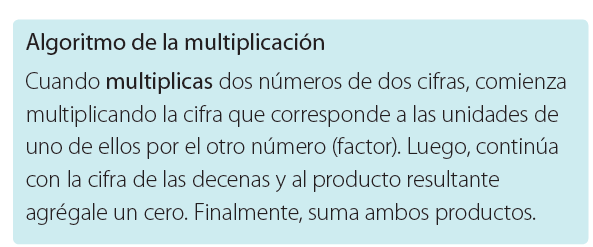 Algoritmo de la multiplicación
Cuando multiplicas dos números de dos cifras, comienza
multiplicando la cifra que corresponde a las unidades de
uno de ellos por el otro número (factor). Luego, continúa
con la cifra de las decenas y al producto resultante
agrégale un cero. Finalmente, suma ambos productos.